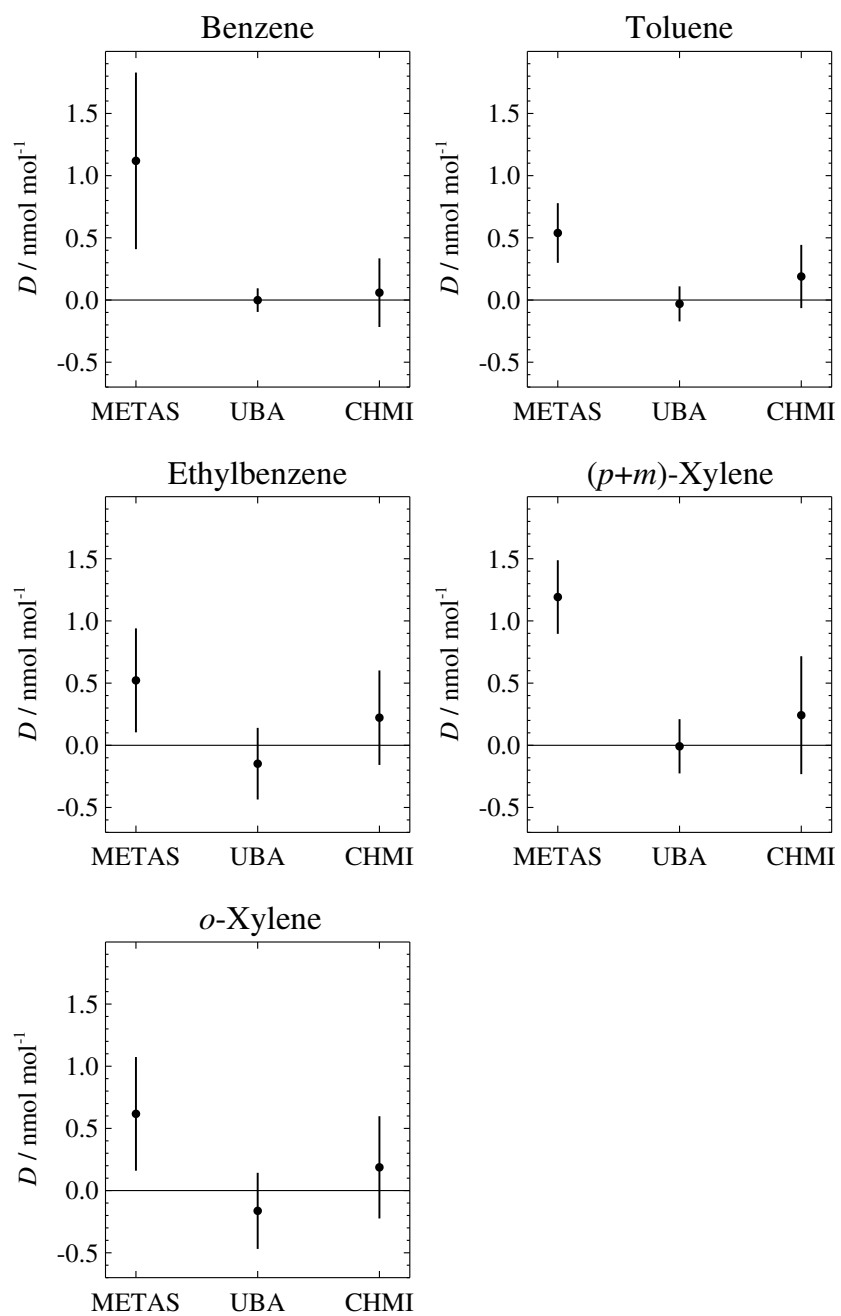 Benzene
D / nmol mol⁻¹
1.5
1.0
0.5
0.0
-0.5
METAS UBA CHMI
Toluene
D / nmol mol⁻¹
1.5
1.0
0.5
0.0
-0.5
METAS UBA CHMI
Ethylbenzene
D / nmol mol⁻¹
1.5
1.0
0.5
0.0
-0.5
METAS UBA CHMI
(p+m)-Xylene
D / nmol mol⁻¹
1.5
1.0
0.5
0.0
-0.5
METAS UBA CHMI
o-Xylene
D / nmol mol⁻¹
1.5
1.0
0.5
0.0
-0.5
METAS UBA CHMI